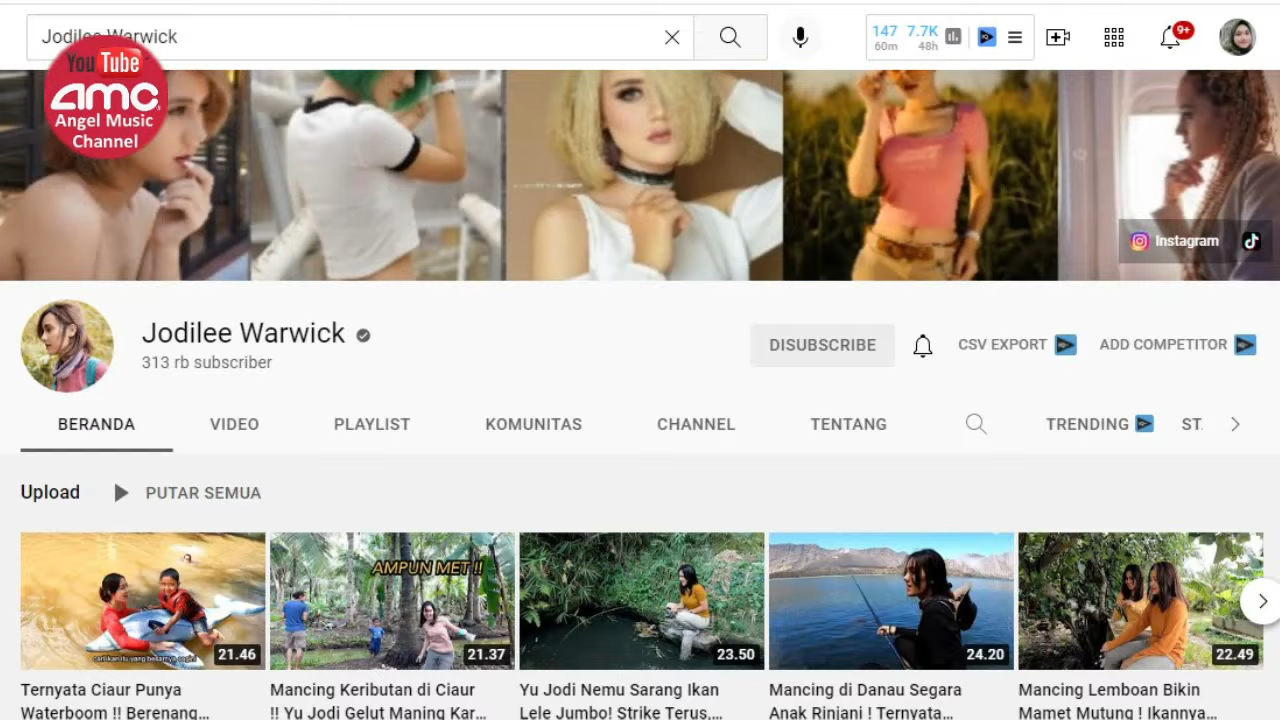 Jodilee Warwick
147 7.7K
60m 48h
9+
You Tube
amc
Angel Music
Channel
Instagram
Jodilee Warwick
313 rb subscriber
DISUBSCRIBE
CSV EXPORT
ADD COMPETITOR
BERANDA VIDEO PLAYLIST KOMUNITAS CHANNEL TENTANG TRENDING ST
Upload PUTAR SEMUA
21.46
AMPUN MET !!
21.37
23.50
24.20
22.49
Ternyata Ciaur Punya
Waterboom !! Berenang...
Mancing Keributan di Ciaur
!! Yu Jodi Gelut Maning Kar...
Yu Jodi Nemu Sarang Ikan
Lele Jumbo! Strike Terus,...
Mancing di Danau Segara
Anak Rinjani ! Ternyata...
Mancing Lemboan Bikin
Mamet Mutung ! Ikannya...